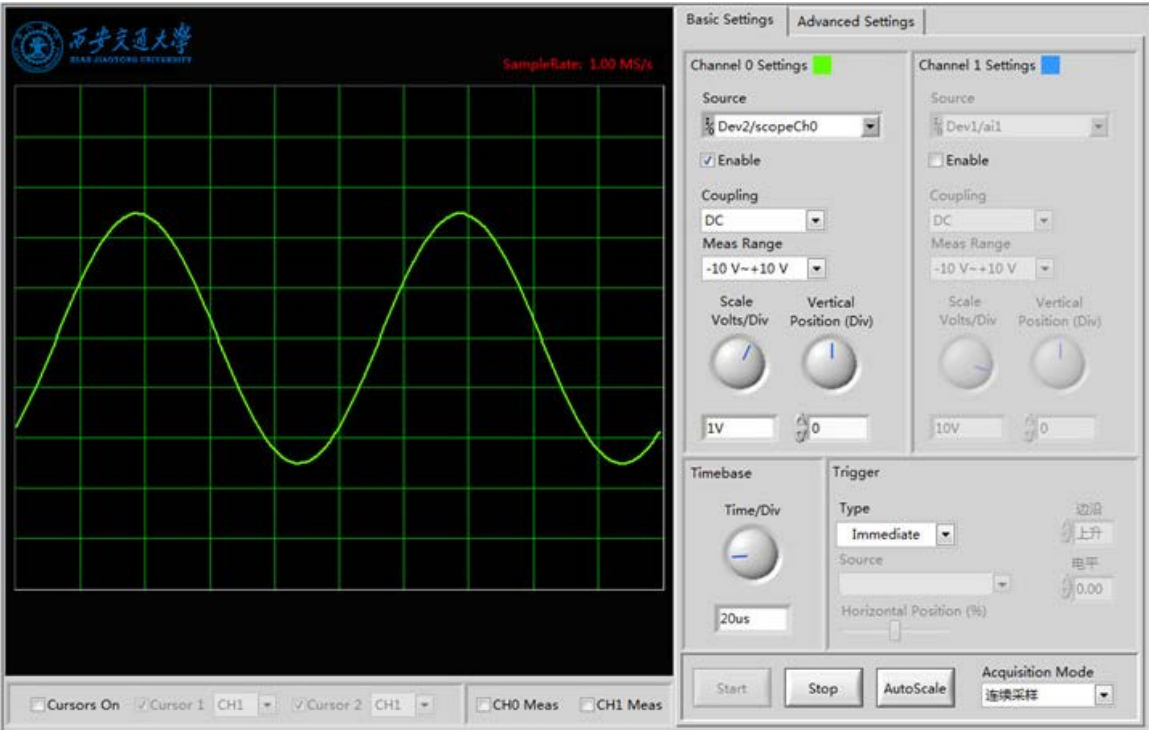 西安交通大學
XIAN JIAOTONG UNIVERSITY
SampleRate: 1.00 MS/s
Cursors On Cursor 1 CH1 Cursor 2 CH1
CH0 Meas CH1 Meas
Basic Settings Advanced Settings
Channel 0 Settings
Source
Dev2/scopeCh0
Enable
Coupling
DC
Meas Range
-10 V~+10 V
Scale Volts/Div
Vertical Position (Div)
1V
0
Channel 1 Settings
Source
Dev1/ai1
Enable
Coupling
DC
Meas Range
-10 V~+10 V
Scale Volts/Div
Vertical Position (Div)
10V
0
Timebase
Time/Div
20us
Trigger
Type
Immediate
Source
Horizontal Position (%)
边沿
上升
电平
0.00
Start
Stop
AutoScale
Acquisition Mode
连续采样